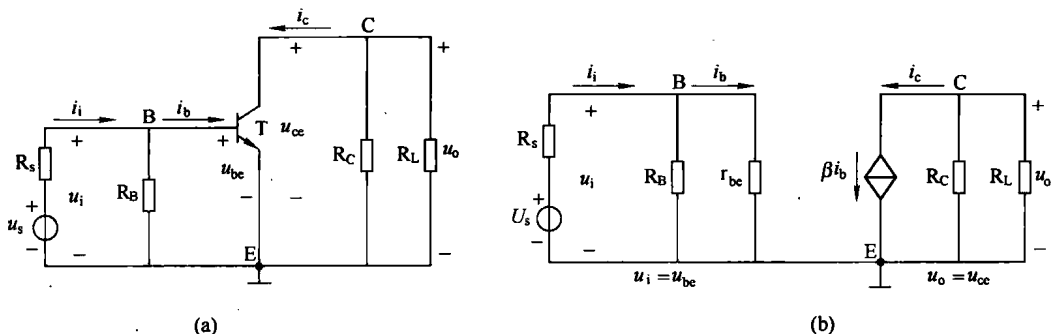 i_c
C
+
+
+
i_i
B
i_b
T
u_ce
+
+
R_s
u_be
R_C
R_L
u_o
u_i
R_B
+
u_s
−
−
−
−
−
E
(a)
i_i
B
i_b
i_c
C
+
+
R_s
u_i
R_B
r_be
βi_b
R_C
R_L
u_o
+
U_s
−
−
E
−
u_i = u_be
u_o = u_ce
(b)